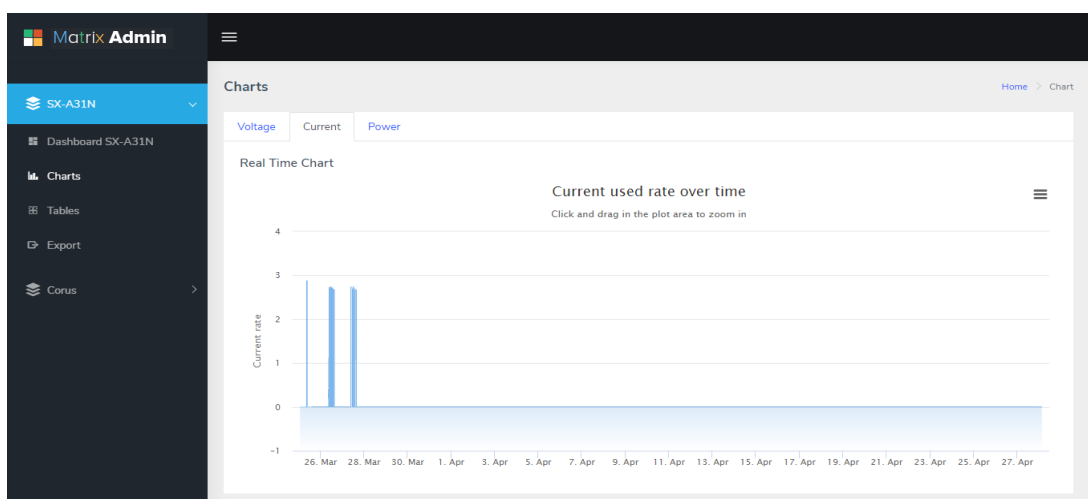 Matrix Admin
SX-A31N
Dashboard SX-A31N
Charts
Tables
Export
Corus
Charts
Home > Chart
Voltage Current Power
Real Time Chart
Current used rate over time
Click and drag in the plot area to zoom in
Current rate
4
3
2
1
0
-1
26. Mar 28. Mar 30. Mar 1. Apr 3. Apr 5. Apr 7. Apr 9. Apr 11. Apr 13. Apr 15. Apr 17. Apr 19. Apr 21. Apr 23. Apr 25. Apr 27. Apr